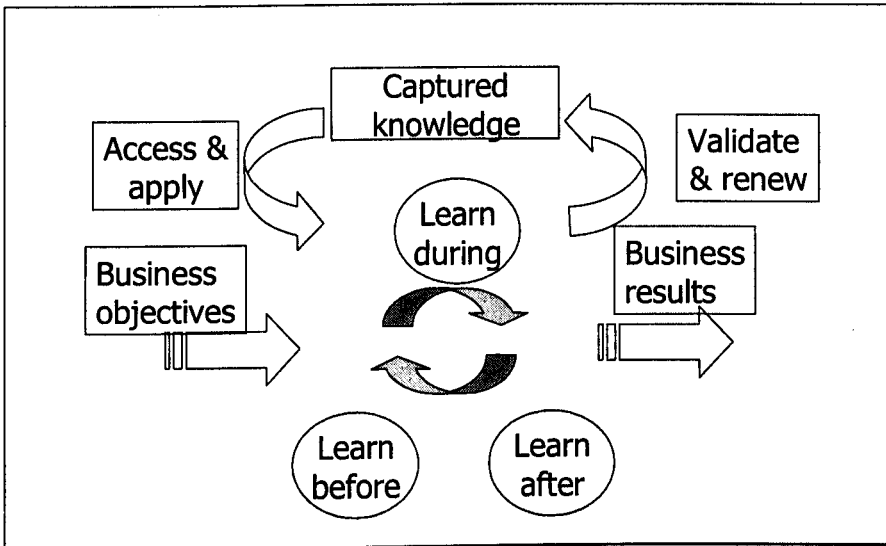 Captured
knowledge
Access &
apply
Validate
& renew
Learn
during
Business
objectives
Business
results
Learn
before
Learn
after